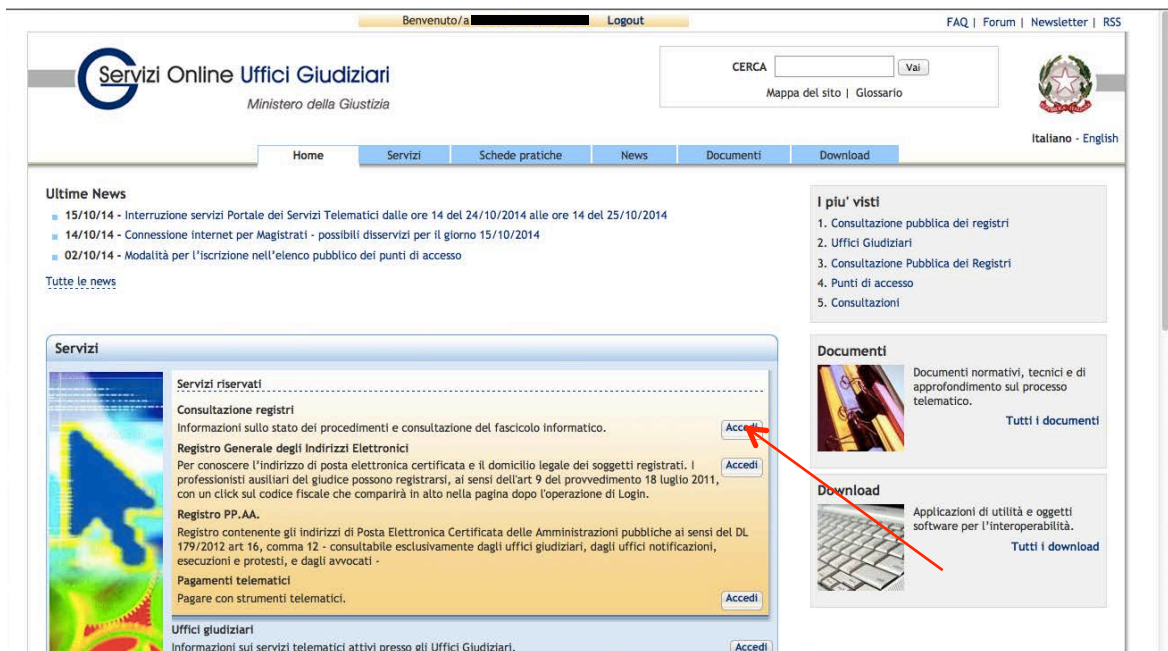 Benvenuto/a Logout
FAQ | Forum | Newsletter | RSS
Servizi Online Uffici Giudiziari
Ministero della Giustizia
CERCA Vai
Mappa del sito | Glossario
Italiano - English
Home Servizi Schede pratiche News Documenti Download
Ultime News
15/10/14 - Interruzione servizi Portale dei Servizi Telematici dalle ore 14 del 24/10/2014 alle ore 14 del 25/10/2014
14/10/14 - Connessione internet per Magistrati - possibili disservizi per il giorno 15/10/2014
02/10/14 - Modalità per l'iscrizione nell'elenco pubblico dei punti di accesso
Tutte le news
I piu' visti
1. Consultazione pubblica dei registri
2. Uffici Giudiziari
3. Consultazione Pubblica dei Registri
4. Punti di accesso
5. Consultazioni
Servizi
Servizi riservati
Consultazione registri
Informazioni sullo stato dei procedimenti e consultazione del fascicolo informatico. Accedi
Registro Generale degli Indirizzi Elettronici
Per conoscere l'indirizzo di posta elettronica certificata e il domicilio legale dei soggetti registrati. I Accedi
professionisti ausiliari del giudice possono registrarsi, ai sensi dell'art 9 del provvedimento 18 luglio 2011,
con un click sul codice fiscale che comparirà in alto nella pagina dopo l'operazione di Login.
Registro PP.AA.
Registro contenente gli indirizzi di Posta Elettronica Certificata delle Amministrazioni pubbliche ai sensi del DL
179/2012 art 16, comma 12 - consultabile esclusivamente dagli uffici giudiziari, dagli uffici notificazioni,
esecuzioni e protesti, e dagli avvocati -
Pagamenti telematici
Pagare con strumenti telematici. Accedi
Uffici giudiziari
Informazioni sui servizi telematici attivi presso gli Uffici Giudiziari. Accedi
Documenti
Documenti normativi, tecnici e di
approfondimento sul processo
telematico.
Tutti i documenti
Download
Applicazioni di utilità e oggetti
software per l'interoperabilità.
Tutti i download